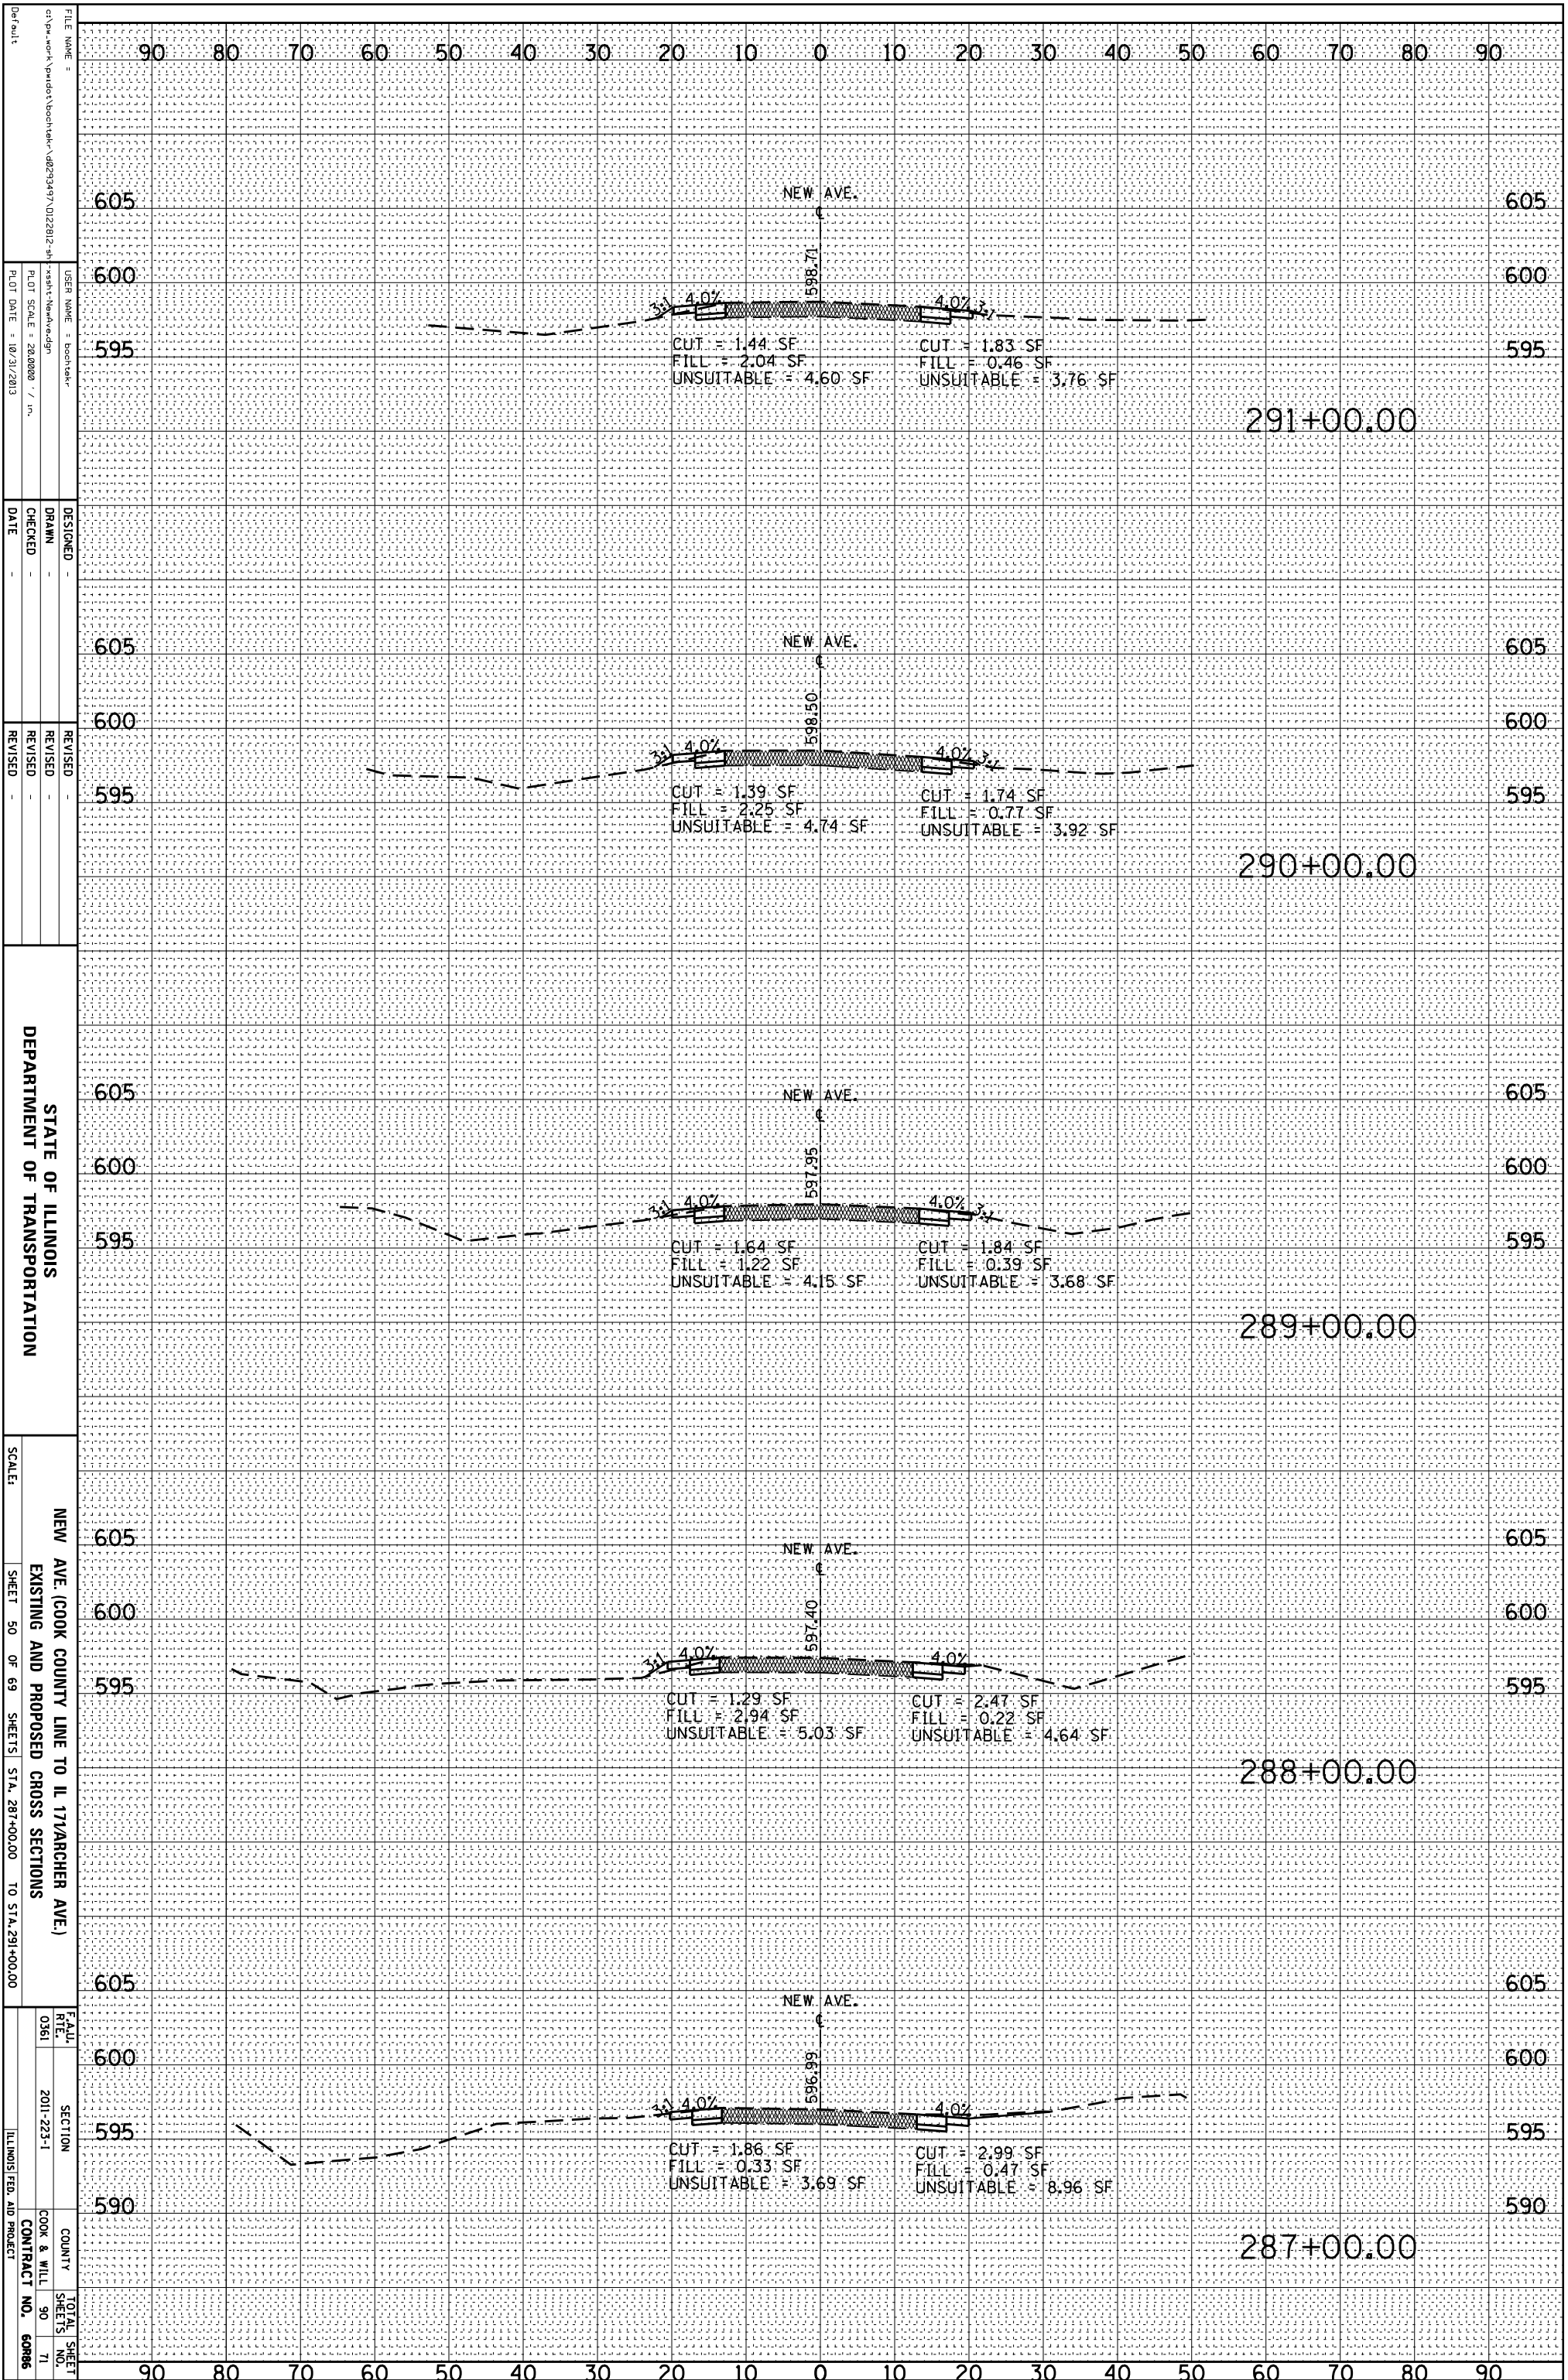 90 80 70 60 50 40 30 20 10 0 10 20 30 40 50 60 70 80 90
605 605
NEW AVE.
℄
598.71
600 600
3:1 4.0% 4.0% 3:1
595 595
CUT = 1.44 SF
FILL = 2.04 SF
UNSUITABLE = 4.60 SF
CUT = 1.83 SF
FILL = 0.46 SF
UNSUITABLE = 3.76 SF
291+00.00
605 605
NEW AVE.
℄
598.50
600 600
3:1 4.0% 4.0% 3:1
595 595
CUT = 1.39 SF
FILL = 2.25 SF
UNSUITABLE = 4.74 SF
CUT = 1.74 SF
FILL = 0.77 SF
UNSUITABLE = 3.92 SF
290+00.00
605 605
NEW AVE.
℄
597.95
600 600
3:1 4.0% 4.0% 3:1
595 595
CUT = 1.64 SF
FILL = 1.22 SF
UNSUITABLE = 4.15 SF
CUT = 1.84 SF
FILL = 0.39 SF
UNSUITABLE = 3.68 SF
289+00.00
605 605
NEW AVE.
℄
597.40
600 600
3:1 4.0% 4.0%
595 595
CUT = 1.29 SF
FILL = 2.94 SF
UNSUITABLE = 5.03 SF
CUT = 2.47 SF
FILL = 0.22 SF
UNSUITABLE = 4.64 SF
288+00.00
605 605
NEW AVE.
℄
596.99
600 600
3:1 4.0% 4.0%
595 595
CUT = 1.86 SF
FILL = 0.33 SF
UNSUITABLE = 3.69 SF
CUT = 2.99 SF
FILL = 0.47 SF
UNSUITABLE = 8.96 SF
590 590
287+00.00
90 80 70 60 50 40 30 20 10 0 10 20 30 40 50 60 70 80 90
FILE NAME =
c:\pw_work\pwidot\bochtekr\d0293497\D122812-sht-xssht-NewAve.dgn
Default
USER NAME = bochtekr
PLOT SCALE = 20.0000 ' / in.
PLOT DATE = 10/31/2013
DESIGNED -
DRAWN -
CHECKED -
DATE -
REVISED -
REVISED -
REVISED -
REVISED -
STATE OF ILLINOIS
DEPARTMENT OF TRANSPORTATION
NEW AVE. (COOK COUNTY LINE TO IL 171/ARCHER AVE.)
EXISTING AND PROPOSED CROSS SECTIONS
SCALE: SHEET 50 OF 69 SHEETS STA. 287+00.00 TO STA. 291+00.00
F.A.U. RTE. SECTION COUNTY TOTAL SHEETS SHEET NO.
0361 2011-223-I COOK & WILL 90 71
CONTRACT NO. 60R86
ILLINOIS FED. AID PROJECT